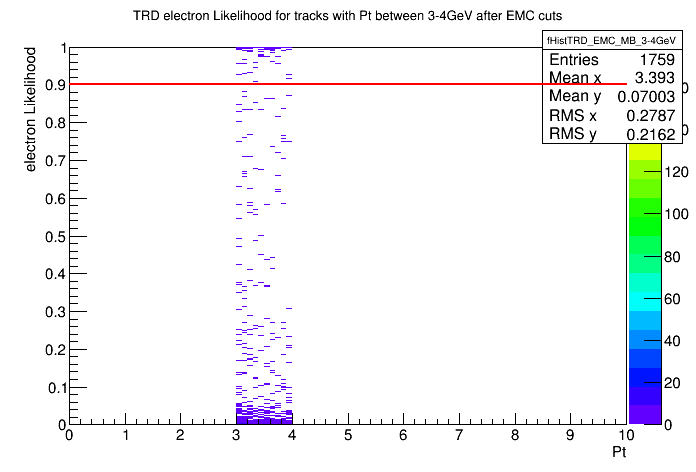 TRD electron Likelihood for tracks with Pt between 3-4GeV after EMC cuts
fHistTRD_EMC_MB_3-4GeV
Entries 1759
Mean x 3.393
Mean y 0.07003
RMS x 0.2787
RMS y 0.2162
electron Likelihood
1
0.9
0.8
0.7
0.6
0.5
0.4
0.3
0.2
0.1
0
0 1 2 3 4 5 6 7 8 9 10
Pt
120
100
80
60
40
20
0